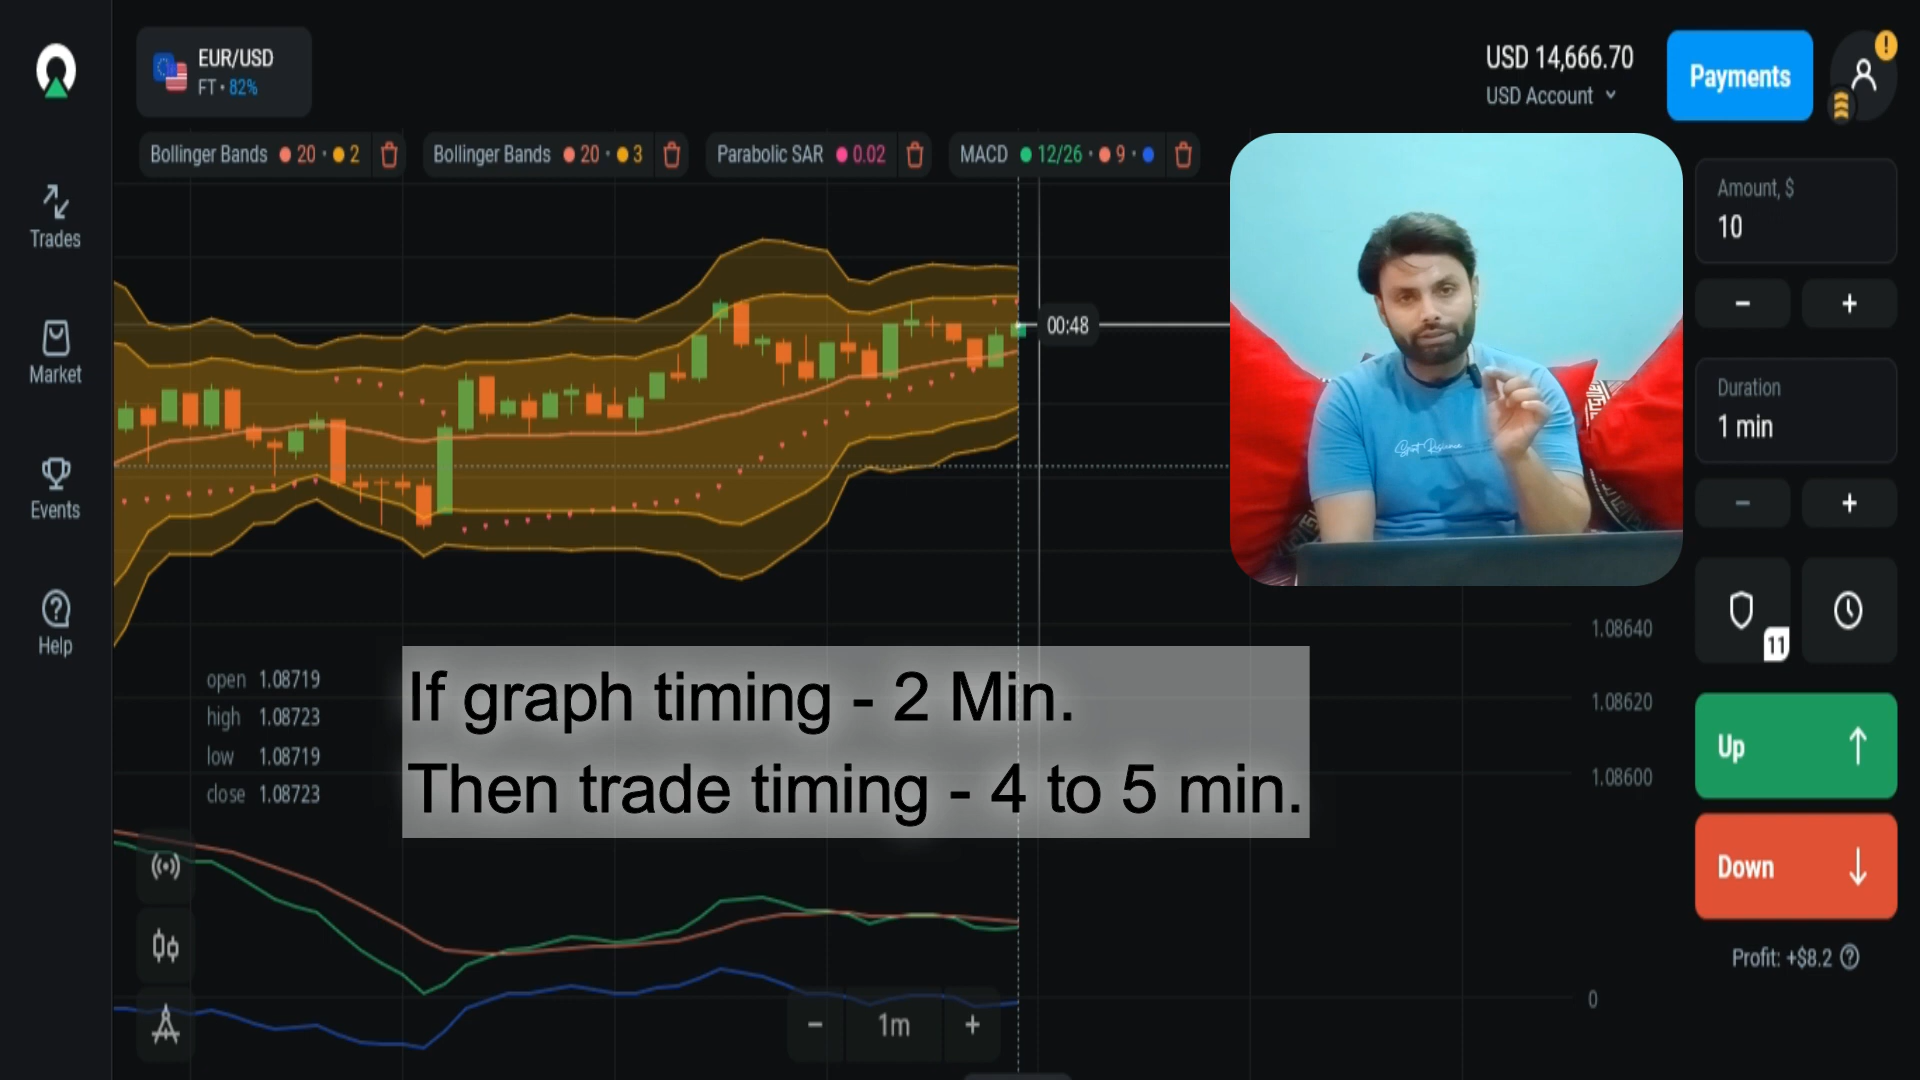 EUR/USD
FT • 82%
USD 14,666.70
USD Account
Payments
!
Bollinger Bands 20 • 2
Bollinger Bands 20 • 3
Parabolic SAR 0.02
MACD 12/26 • 9 •
Trades
Market
Events
Help
00:48
Amount, $
10
− +
Duration
1 min
− +
11
1.08640
1.08620
1.08600
0
open 1.08719
high 1.08723
low 1.08719
close 1.08723
If graph timing - 2 Min.
Then trade timing - 4 to 5 min.
Up
Down
Profit: +$8.2 ?
− 1m +